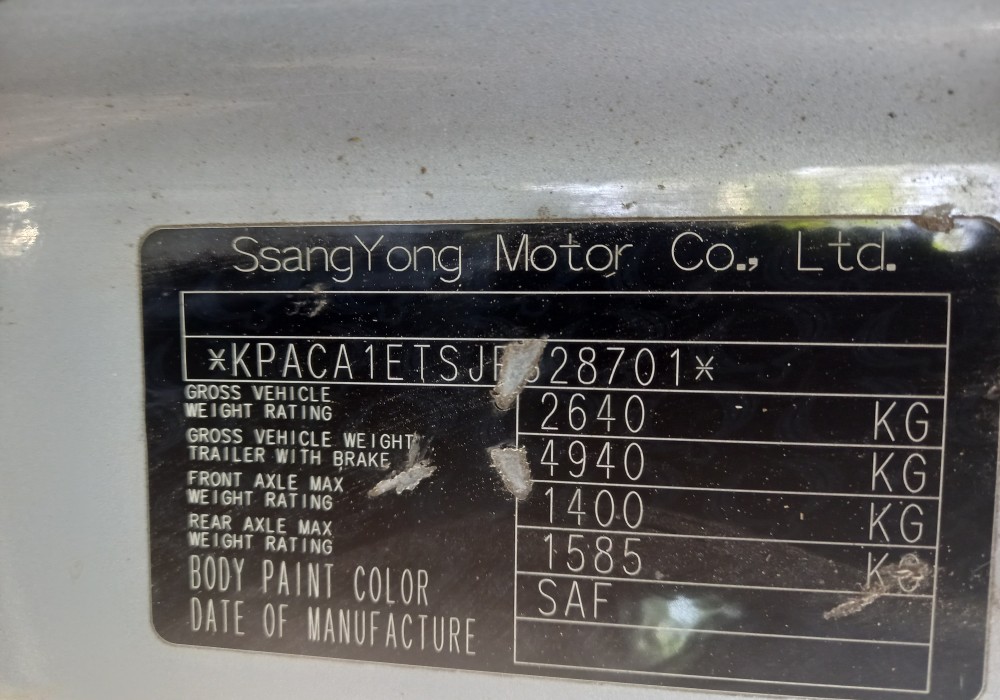 SsangYong Motor Co., Ltd.
GROSS VEHICLE
WEIGHT RATING
2640 KG
GROSS VEHICLE WEIGHT
TRAILER WITH BRAKE
4940 KG
FRONT AXLE MAX
WEIGHT RATING
1400 KG
REAR AXLE MAX
WEIGHT RATING
1585 KG
BODY PAINT COLOR SAF
DATE OF MANUFACTURE